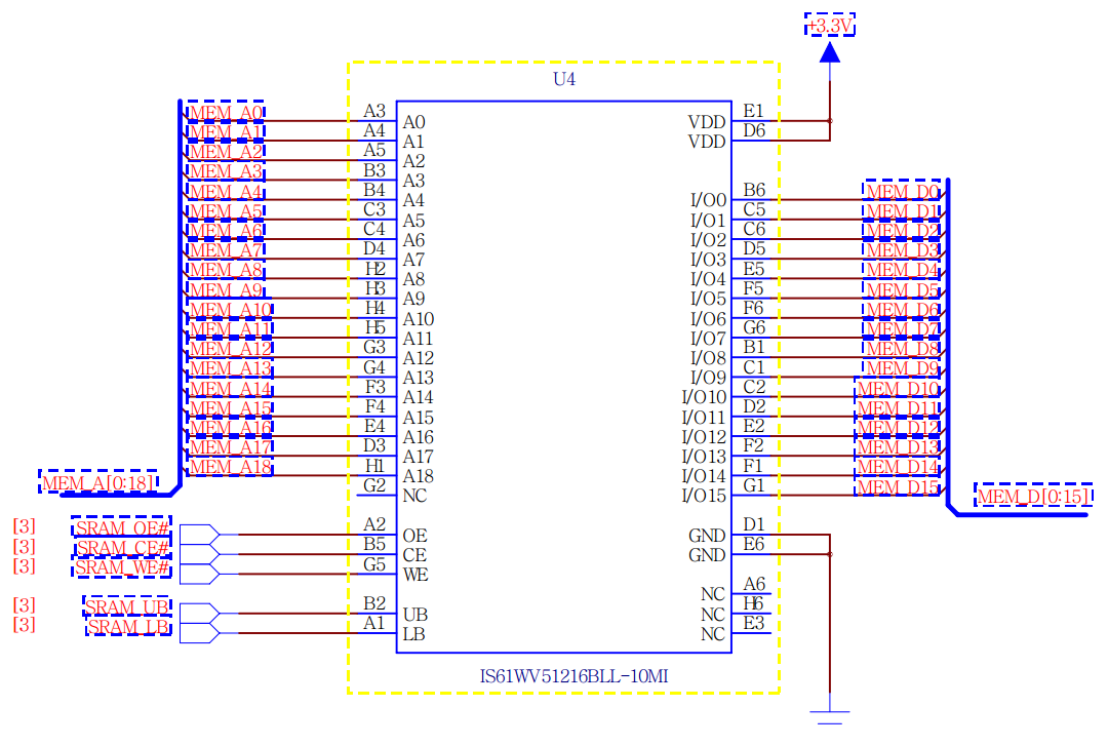 +3.3V
U4
MEM_A0 A3 A0 VDD E1
MEM_A1 A4 A1 VDD D6
MEM_A2 A5 A2
MEM_A3 B3 A3
MEM_A4 B4 A4 I/O0 B6 MEM_D0
MEM_A5 C3 A5 I/O1 C5 MEM_D1
MEM_A6 C4 A6 I/O2 C6 MEM_D2
MEM_A7 D4 A7 I/O3 D5 MEM_D3
MEM_A8 H2 A8 I/O4 E5 MEM_D4
MEM_A9 H3 A9 I/O5 F5 MEM_D5
MEM_A10 H4 A10 I/O6 F6 MEM_D6
MEM_A11 H5 A11 I/O7 G6 MEM_D7
MEM_A12 G3 A12 I/O8 B1 MEM_D8
MEM_A13 G4 A13 I/O9 C1 MEM_D9
MEM_A14 F3 A14 I/O10 C2 MEM_D10
MEM_A15 F4 A15 I/O11 D2 MEM_D11
MEM_A16 E4 A16 I/O12 E2 MEM_D12
MEM_A17 D3 A17 I/O13 F2 MEM_D13
MEM_A18 H1 A18 I/O14 F1 MEM_D14
MEM_A[0:18] G2 NC I/O15 G1 MEM_D15
MEM_D[0:15]
[3] SRAM_OE# A2 OE GND D1
[3] SRAM_CE# B5 CE GND E6
[3] SRAM_WE# G5 WE
NC A6
[3] SRAM_UB B2 UB NC H6
[3] SRAM_LB A1 LB NC E3
IS61WV51216BLL-10MI